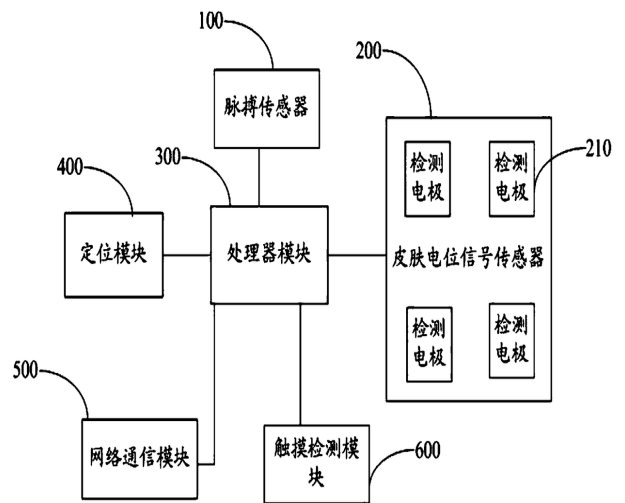 100
脉搏传感器
200
300
400
检测
电极
检测
电极
210
定位模块
处理器模块
皮肤电位信号传感器
检测
电极
检测
电极
500
网络通信模块
触摸检测模
块
600